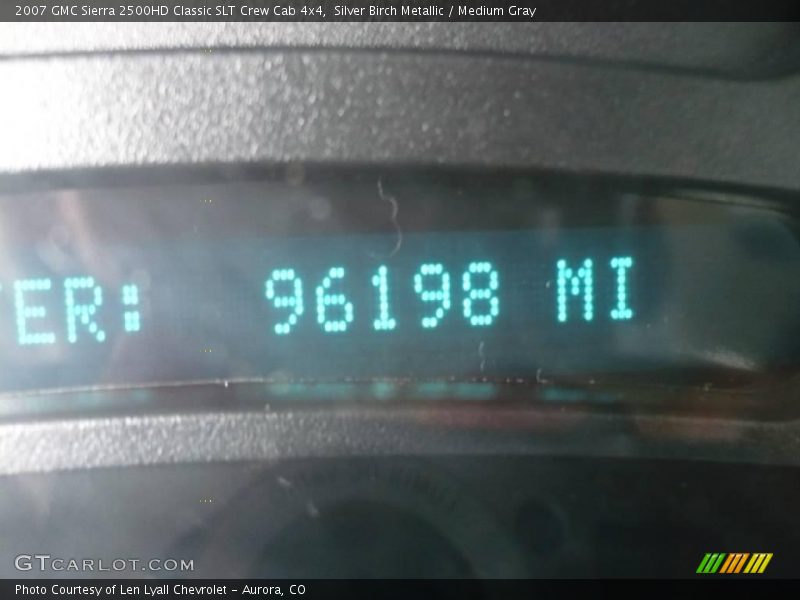 2007 GMC Sierra 2500HD Classic SLT Crew Cab 4x4, Silver Birch Metallic / Medium Gray
ER: 96198 MI
GTCARLOT.COM
Photo Courtesy of Len Lyall Chevrolet - Aurora, CO